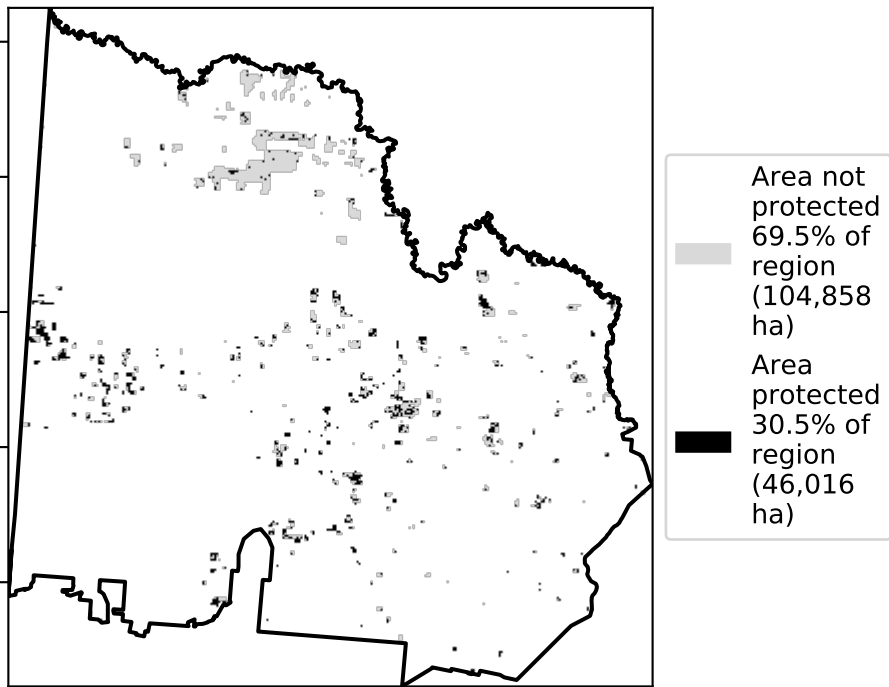 Area not
protected
69.5% of
region
(104,858
ha)
Area
protected
30.5% of
region
(46,016
ha)